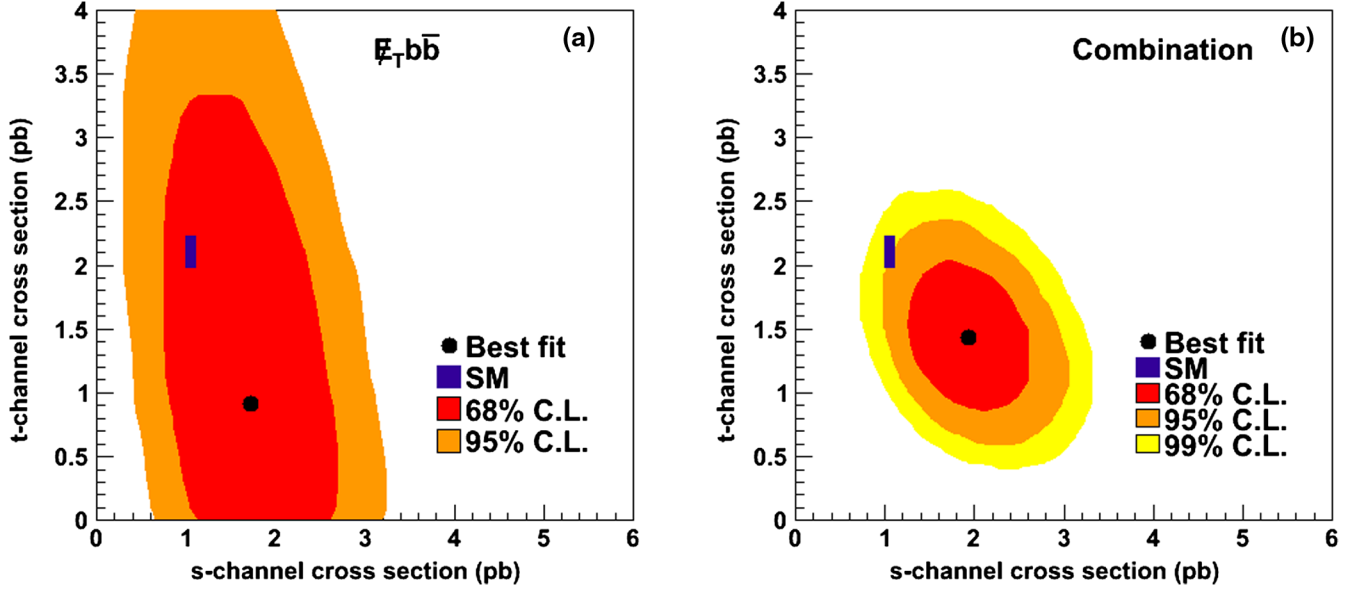 (a)
E̸_T b b̅
4
3.5
3
2.5
2
1.5
1
0.5
0
t-channel cross section (pb)
Best fit
SM
68% C.L.
95% C.L.
0 1 2 3 4 5 6
s-channel cross section (pb)
(b)
Combination
4
3.5
3
2.5
2
1.5
1
0.5
0
t-channel cross section (pb)
Best fit
SM
68% C.L.
95% C.L.
99% C.L.
0 1 2 3 4 5 6
s-channel cross section (pb)